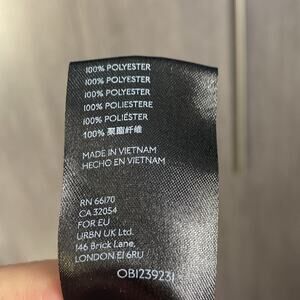 100% POLYESTER
100% POLYESTER
100% POLYESTER
100% POLIESTERE
100% POLIÉSTER
100% 聚酯纤维
MADE IN VIETNAM
HECHO EN VIETNAM
RN 66170
CA 32054
FOR EU
URBN UK Ltd.
146 Brick Lane,
LONDON E1 6RU
OB1239231